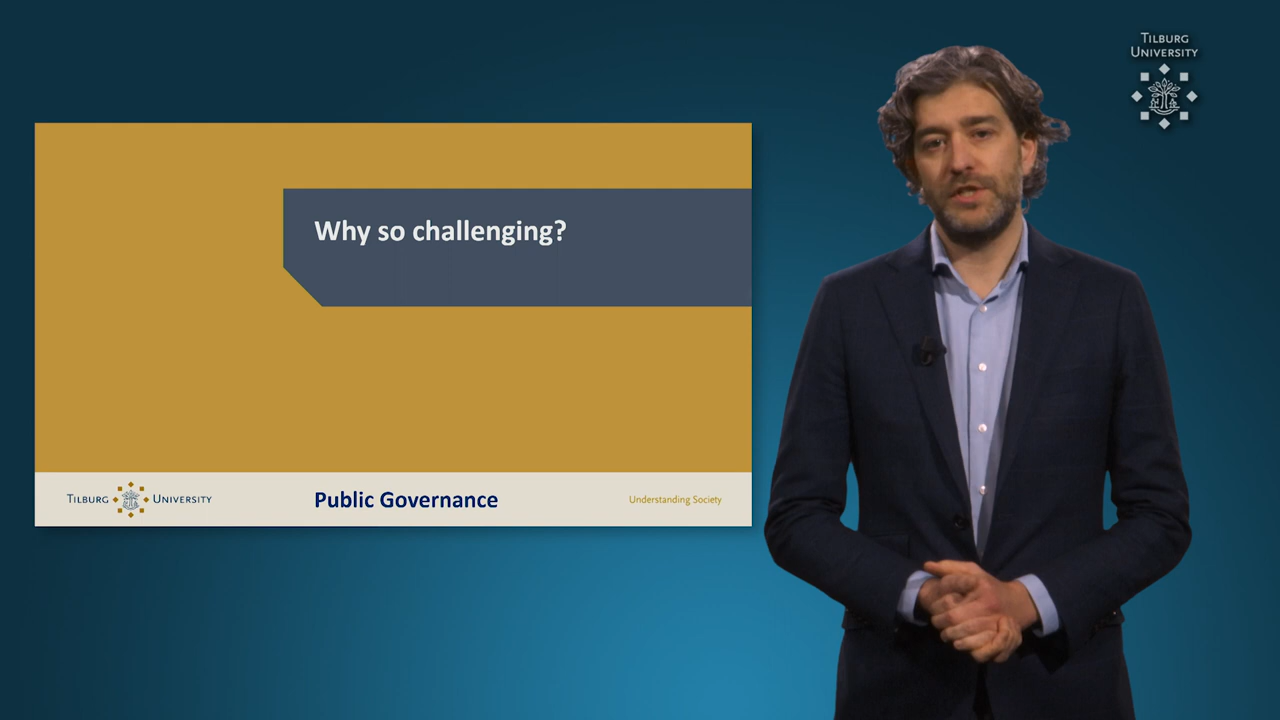 Why so challenging?
TILBURG UNIVERSITY
Public Governance
Understanding Society
TILBURG
UNIVERSITY